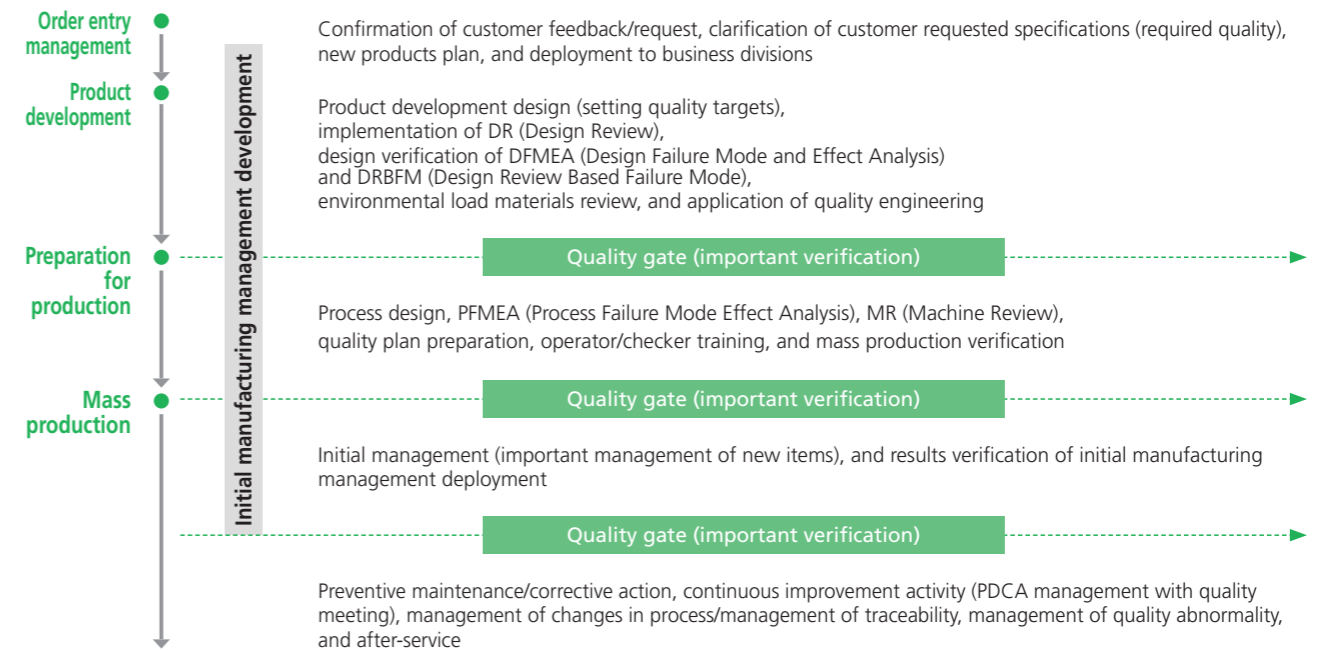 Order entry
management
Confirmation of customer feedback/request, clarification of customer requested specifications (required quality),
new products plan, and deployment to business divisions
Initial manufacturing management development
Product
development
Product development design (setting quality targets),
implementation of DR (Design Review),
design verification of DFMEA (Design Failure Mode and Effect Analysis)
and DRBFM (Design Review Based Failure Mode),
environmental load materials review, and application of quality engineering
Preparation
for
production
Quality gate (important verification)
Process design, PFMEA (Process Failure Mode Effect Analysis), MR (Machine Review),
quality plan preparation, operator/checker training, and mass production verification
Mass
production
Quality gate (important verification)
Initial management (important management of new items), and results verification of initial manufacturing
management deployment
Quality gate (important verification)
Preventive maintenance/corrective action, continuous improvement activity (PDCA management with quality
meeting), management of changes in process/management of traceability, management of quality abnormality,
and after-service